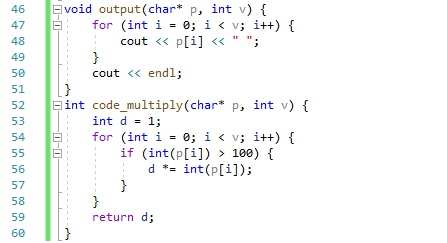 46 void output(char* p, int v) {
47 for (int i = 0; i < v; i++) {
48 cout << p[i] << " ";
49 }
50 cout << endl;
51 }
52 int code_multiply(char* p, int v) {
53 int d = 1;
54 for (int i = 0; i < v; i++) {
55 if (int(p[i]) > 100) {
56 d *= int(p[i]);
57 }
58 }
59 return d;
60 }